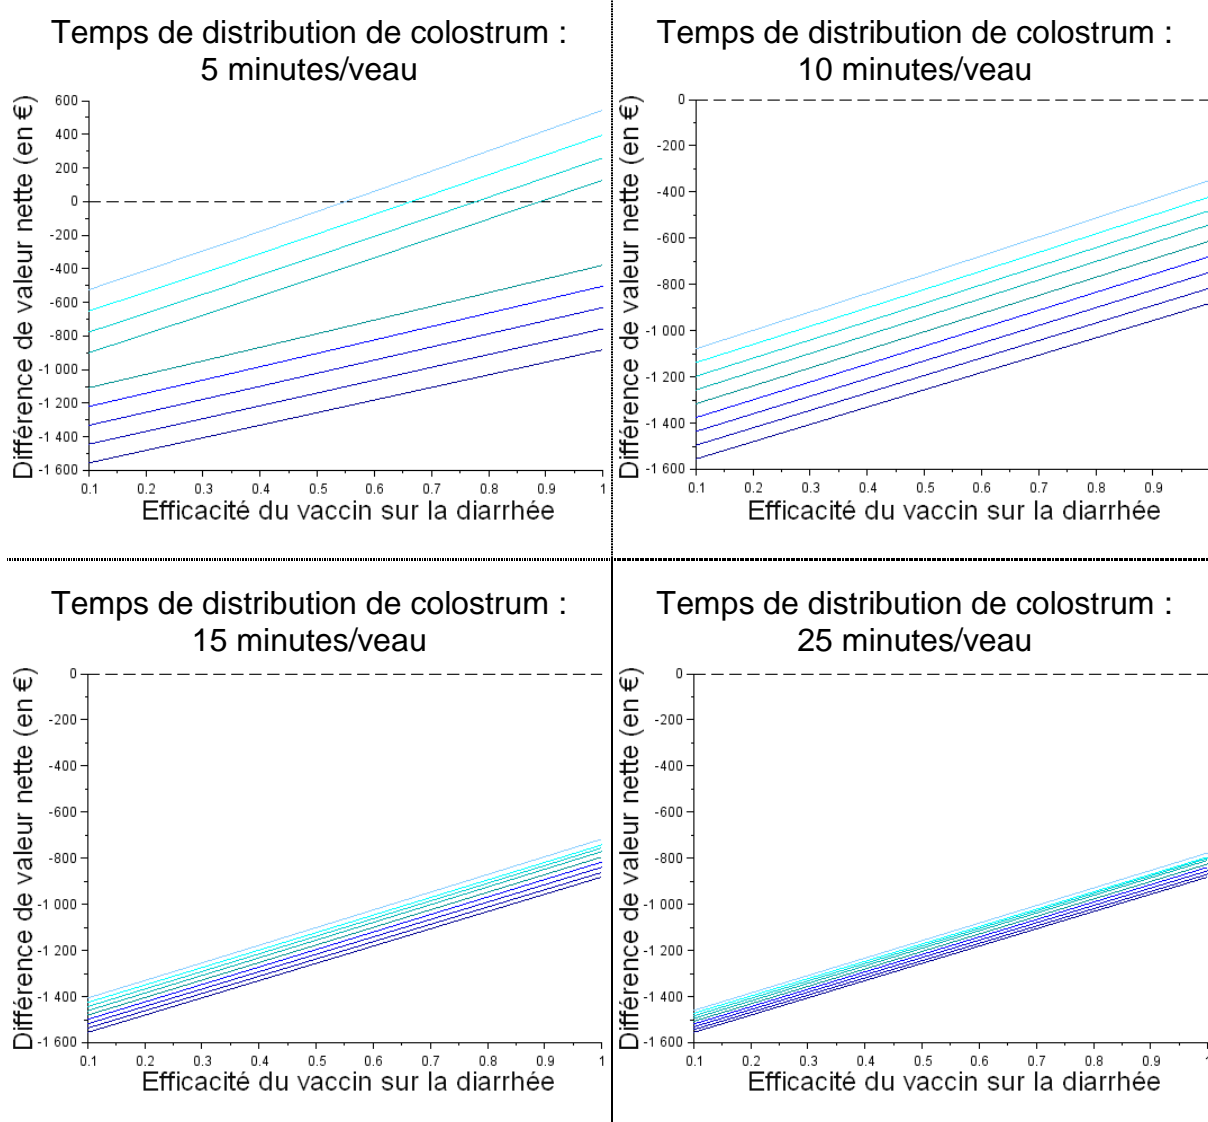 Temps de distribution de colostrum :
5 minutes/veau
Différence de valeur nette (en €)
600
400
200
0
-200
-400
-600
-800
-1 000
-1 200
-1 400
-1 600
0.1 0.2 0.3 0.4 0.5 0.6 0.7 0.8 0.9 1
Efficacité du vaccin sur la diarrhée
Temps de distribution de colostrum :
10 minutes/veau
Différence de valeur nette (en €)
0
-200
-400
-600
-800
-1 000
-1 200
-1 400
-1 600
0.1 0.2 0.3 0.4 0.5 0.6 0.7 0.8 0.9
Efficacité du vaccin sur la diarrhée
Temps de distribution de colostrum :
15 minutes/veau
Différence de valeur nette (en €)
0
-200
-400
-600
-800
-1 000
-1 200
-1 400
-1 600
0.1 0.2 0.3 0.4 0.5 0.6 0.7 0.8 0.9 1
Efficacité du vaccin sur la diarrhée
Temps de distribution de colostrum :
25 minutes/veau
Différence de valeur nette (en €)
0
-200
-400
-600
-800
-1 000
-1 200
-1 400
-1 600
0.1 0.2 0.3 0.4 0.5 0.6 0.7 0.8 0.9 1
Efficacité du vaccin sur la diarrhée